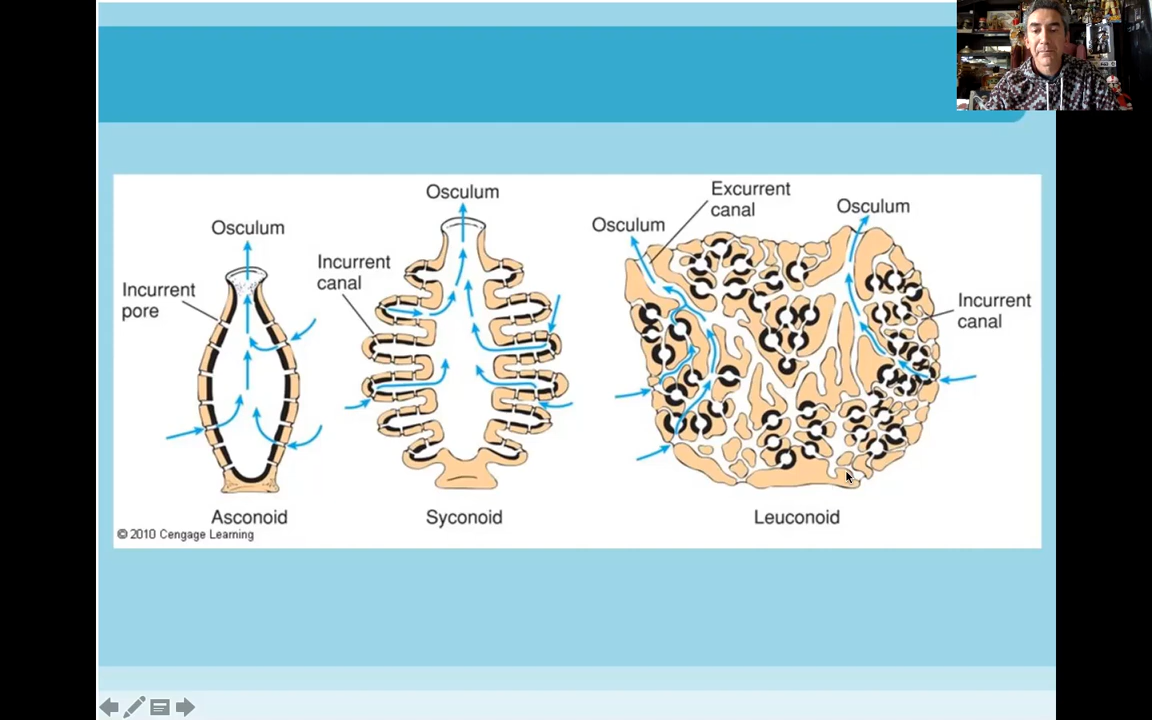 Osculum
Incurrent
pore
Asconoid
Osculum
Incurrent
canal
Syconoid
Osculum
Excurrent
canal
Osculum
Incurrent
canal
Leuconoid
© 2010 Cengage Learning